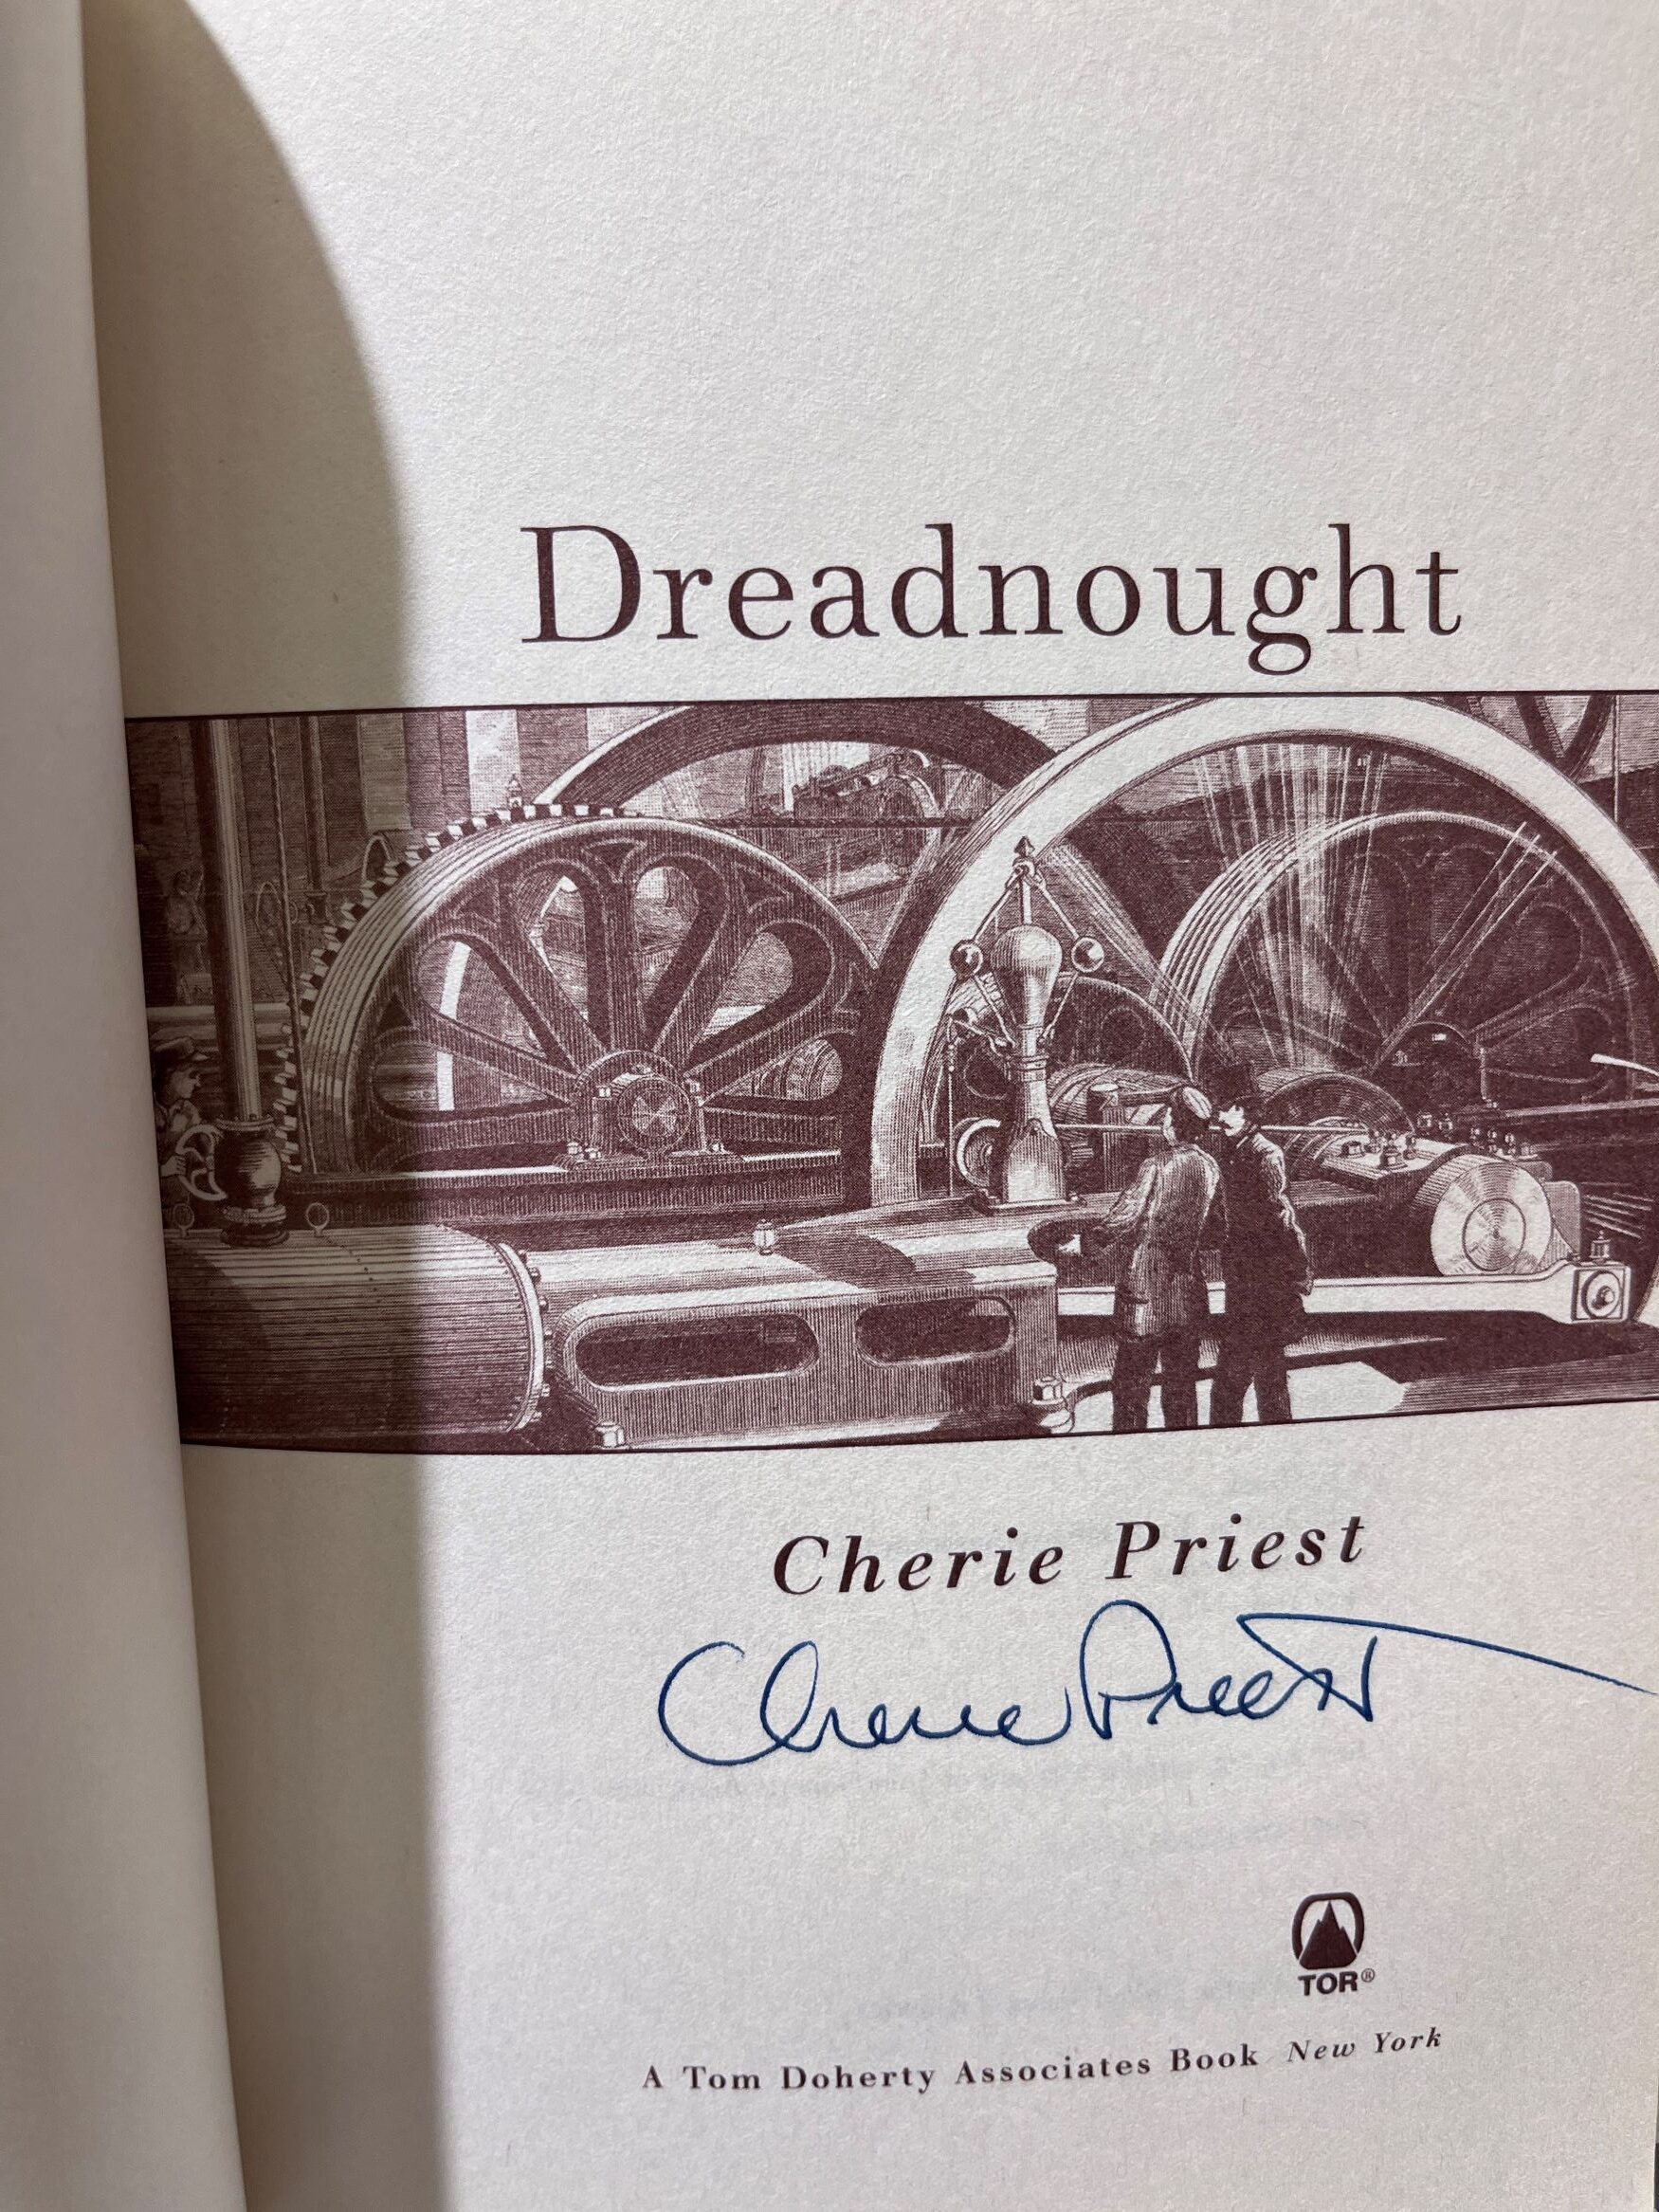 Dreadnought
Cherie Priest
Cherie Priest
TOR®
A Tom Doherty Associates Book New York